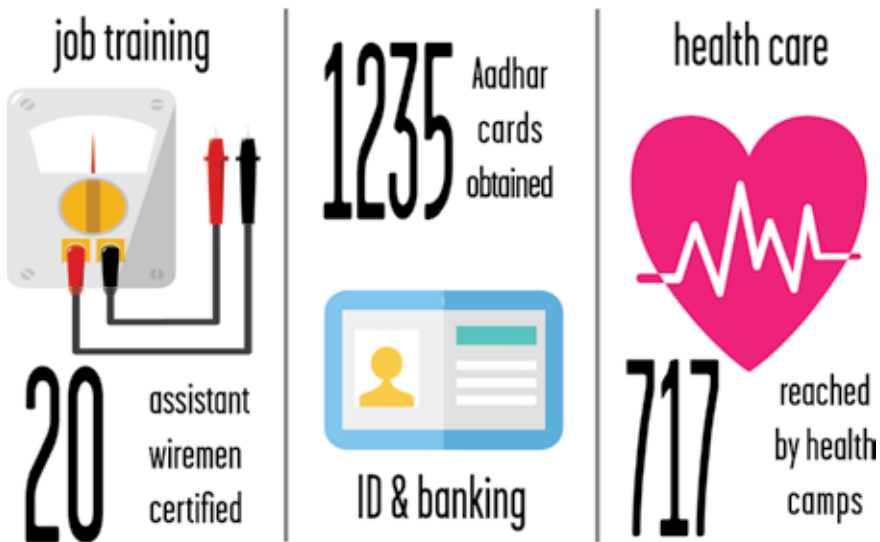 job training
20
assistant
wiremen
certified
1235
Aadhar
cards
obtained
ID & banking
health care
717
reached
by health
camps